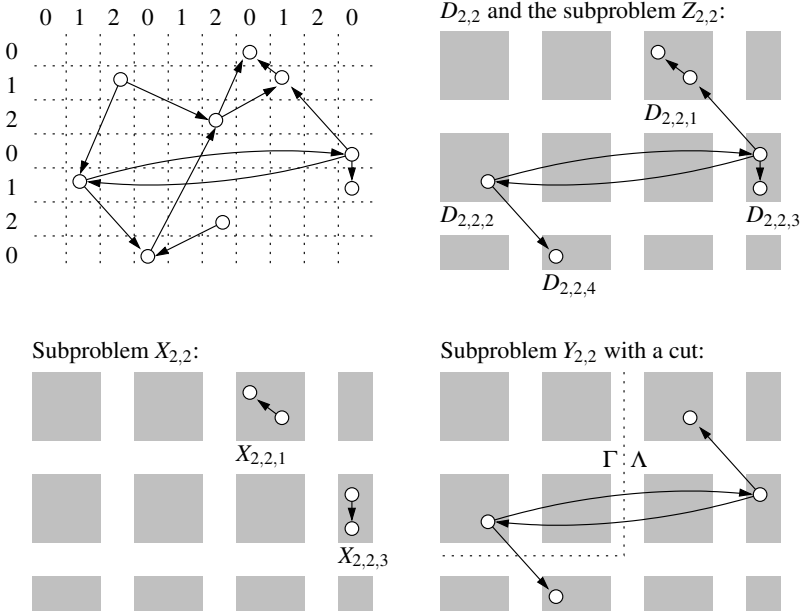 0 1 2 0 1 2 0 1 2 0
0
1
2
0
1
2
0
D2,2 and the subproblem Z2,2:
D2,2,1
D2,2,2
D2,2,3
D2,2,4
Subproblem X2,2:
X2,2,1
X2,2,3
Subproblem Y2,2 with a cut:
Γ Λ